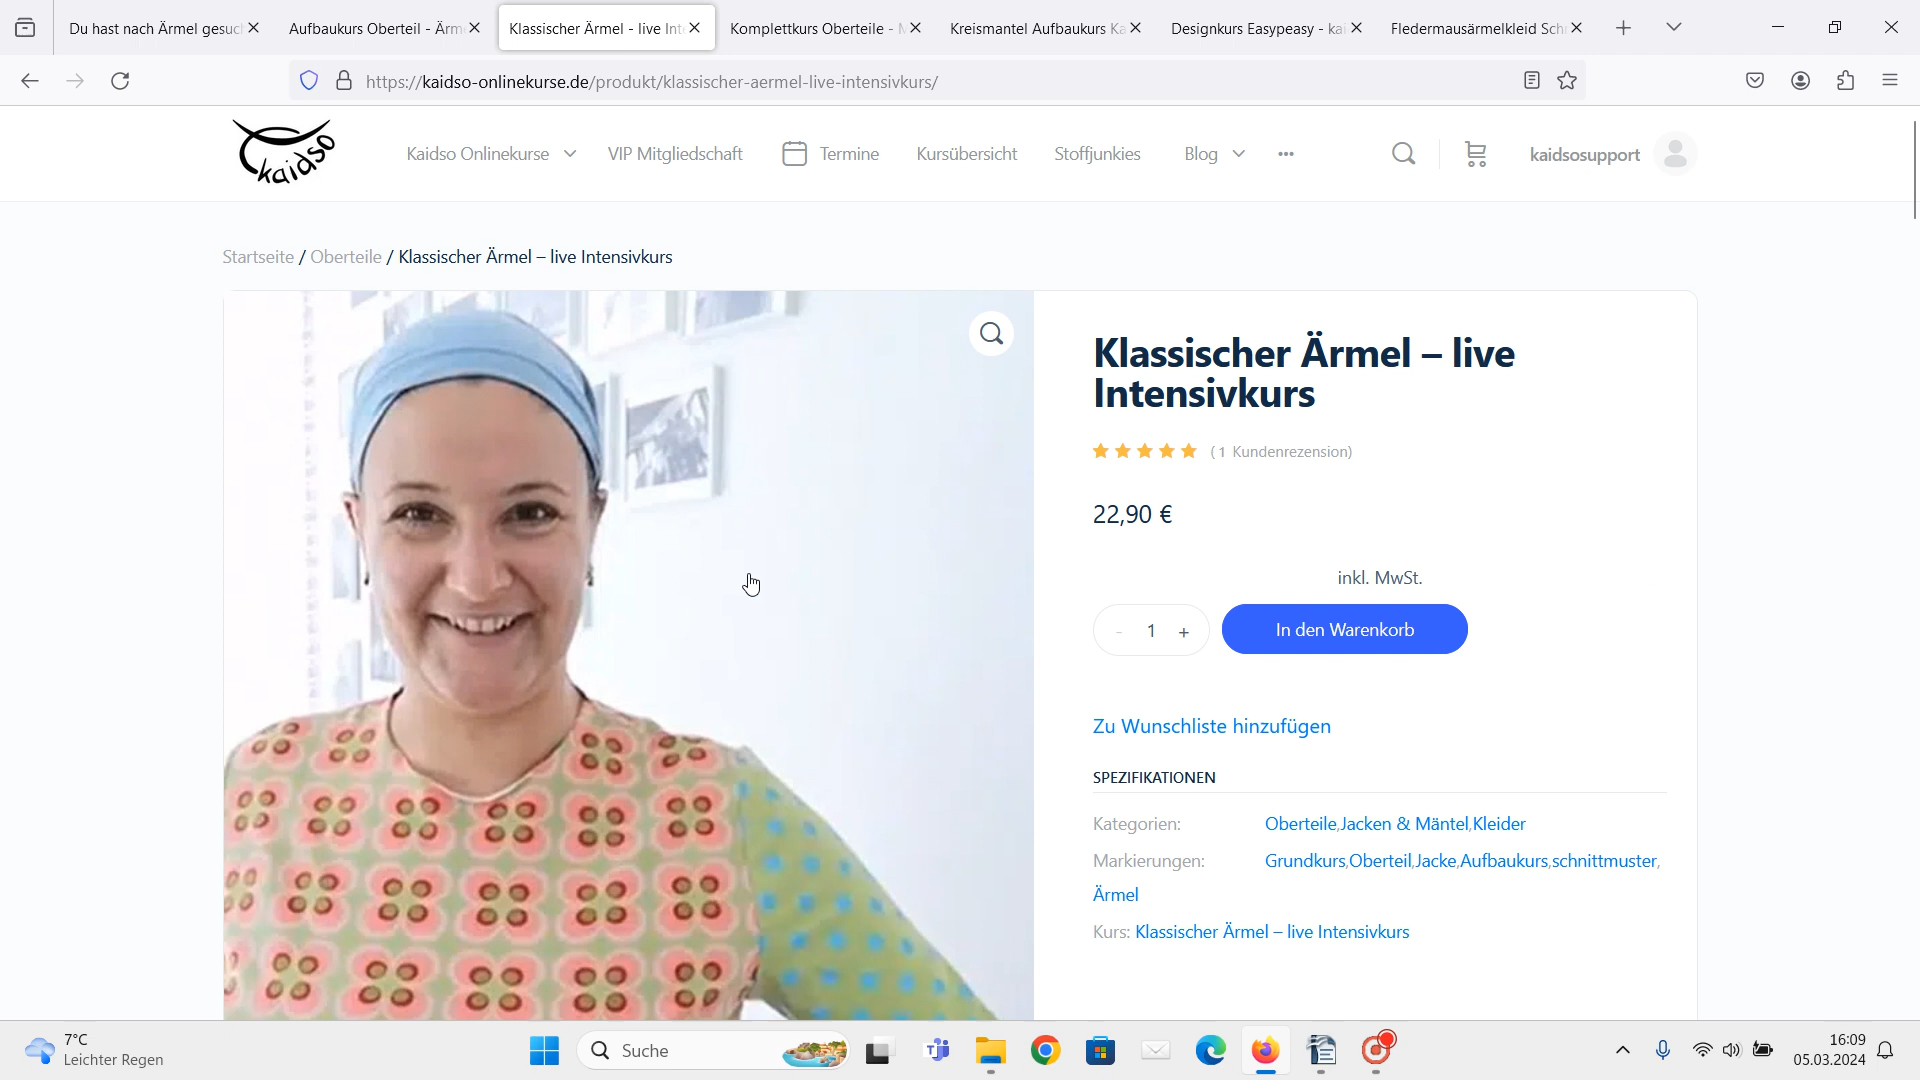 Du hast nach Ärmel gesuc
Aufbaukurs Oberteil - Ärm
Klassischer Ärmel - live Int
Komplettkurs Oberteile - M
Kreismantel Aufbaukurs Ka
Designkurs Easypeasy - kai
Fledermausärmelkleid Sch
https://kaidso-onlinekurse.de/produkt/klassischer-aermel-live-intensivkurs/
kaidso
Kaidso Onlinekurse
VIP Mitgliedschaft
Termine
Kursübersicht
Stoffjunkies
Blog
kaidsosupport
Startseite / Oberteile / Klassischer Ärmel – live Intensivkurs
Klassischer Ärmel – live
Intensivkurs
( 1 Kundenrezension)
22,90 €
inkl. MwSt.
- 1 +
In den Warenkorb
Zu Wunschliste hinzufügen
SPEZIFIKATIONEN
Kategorien: Oberteile,Jacken & Mäntel,Kleider
Markierungen: Grundkurs,Oberteil,Jacke,Aufbaukurs,schnittmuster,
Ärmel
Kurs: Klassischer Ärmel – live Intensivkurs
7°C
Leichter Regen
Suche
16:09
05.03.2024